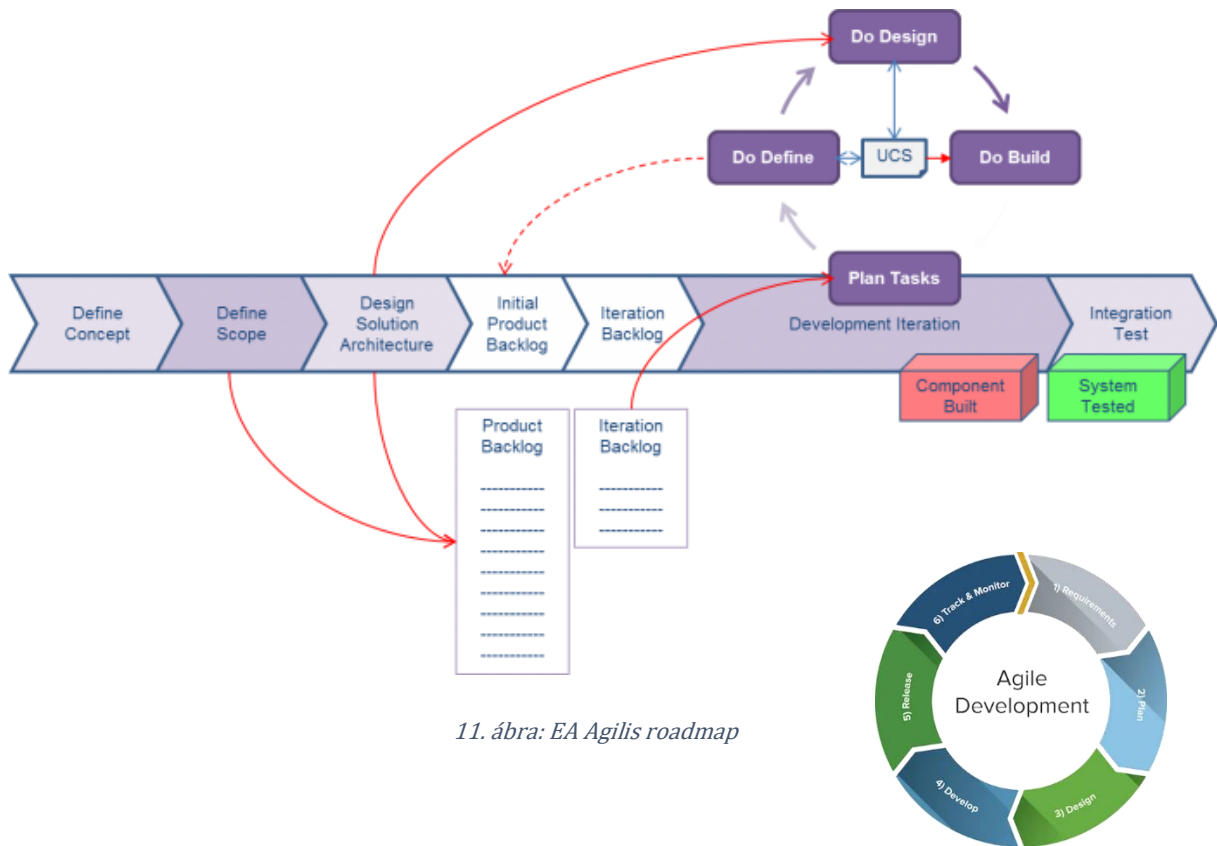 Do Design
Do Define
UCS
Do Build
Plan Tasks
Define
Concept
Define
Scope
Design
Solution
Architecture
Initial
Product
Backlog
Iteration
Backlog
Development Iteration
Integration
Test
Component
Built
System
Tested
Product
Backlog
-----------
-----------
-----------
-----------
-----------
-----------
-----------
-----------
-----------
Iteration
Backlog
-----------
-----------
-----------
11. ábra: EA Agilis roadmap
Agile
Development
1) Requirements
2) Plan
3) Design
4) Develop
5) Release
6) Track & Monitor